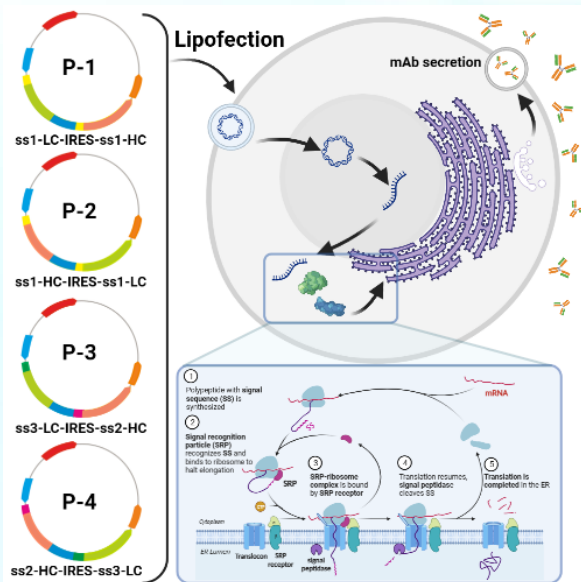 P-1
ss1-LC-IRES-ss1-HC
P-2
ss1-HC-IRES-ss1-LC
P-3
ss3-LC-IRES-ss2-HC
P-4
ss2-HC-IRES-ss3-LC
Lipofection
mAb secretion
1
Polypeptide with signal
sequence (SS) is
synthesized
mRNA
2
Signal recognition
particle (SRP)
recognizes SS and
binds to ribosome to
halt elongation
SRP
3
SRP-ribosome
complex is bound
by SRP receptor
4
Translation resumes,
signal peptidase
cleaves SS
5
Translation is
completed in the ER
Cytoplasm
ER Lumen
Translocon
SRP
receptor
signal
peptidase